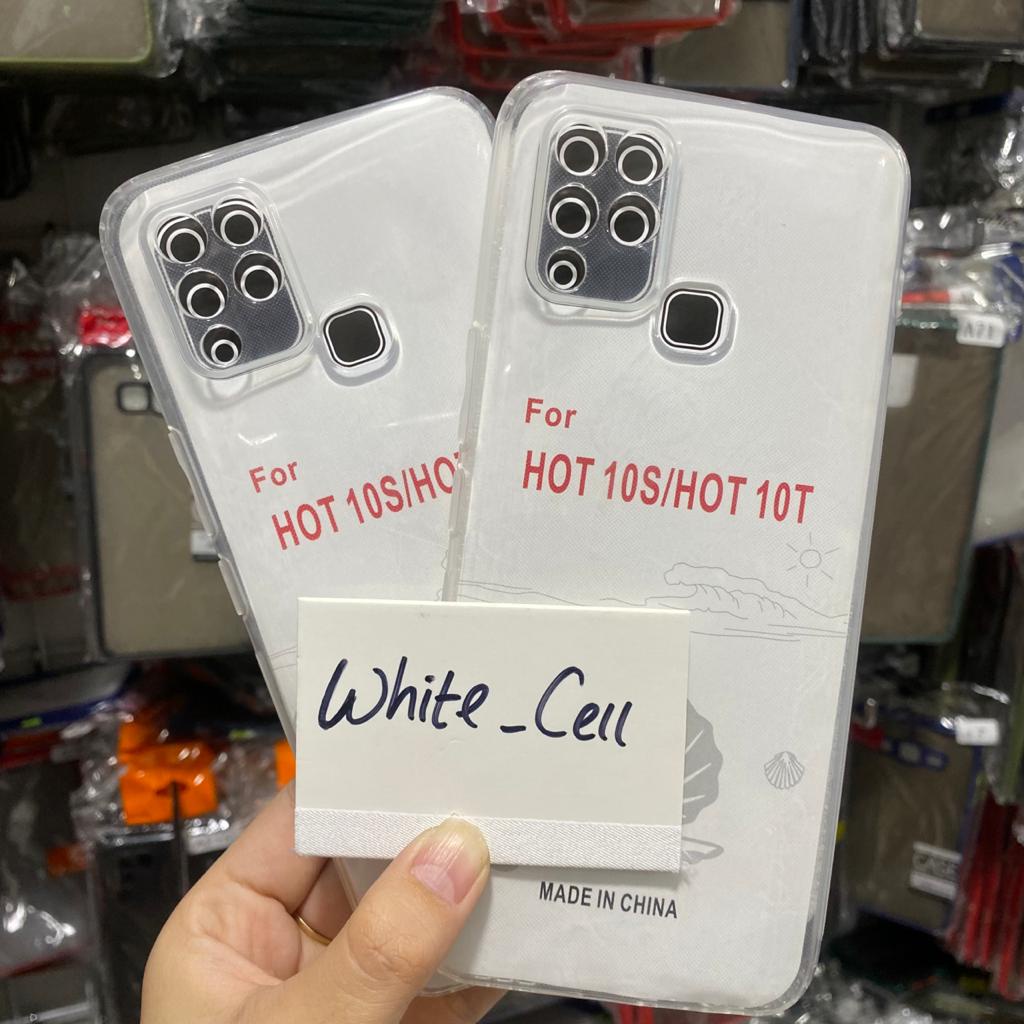 For
HOT 10S/HOT 10T
For
HOT 10S/HOT
White_Cell
MADE IN CHINA